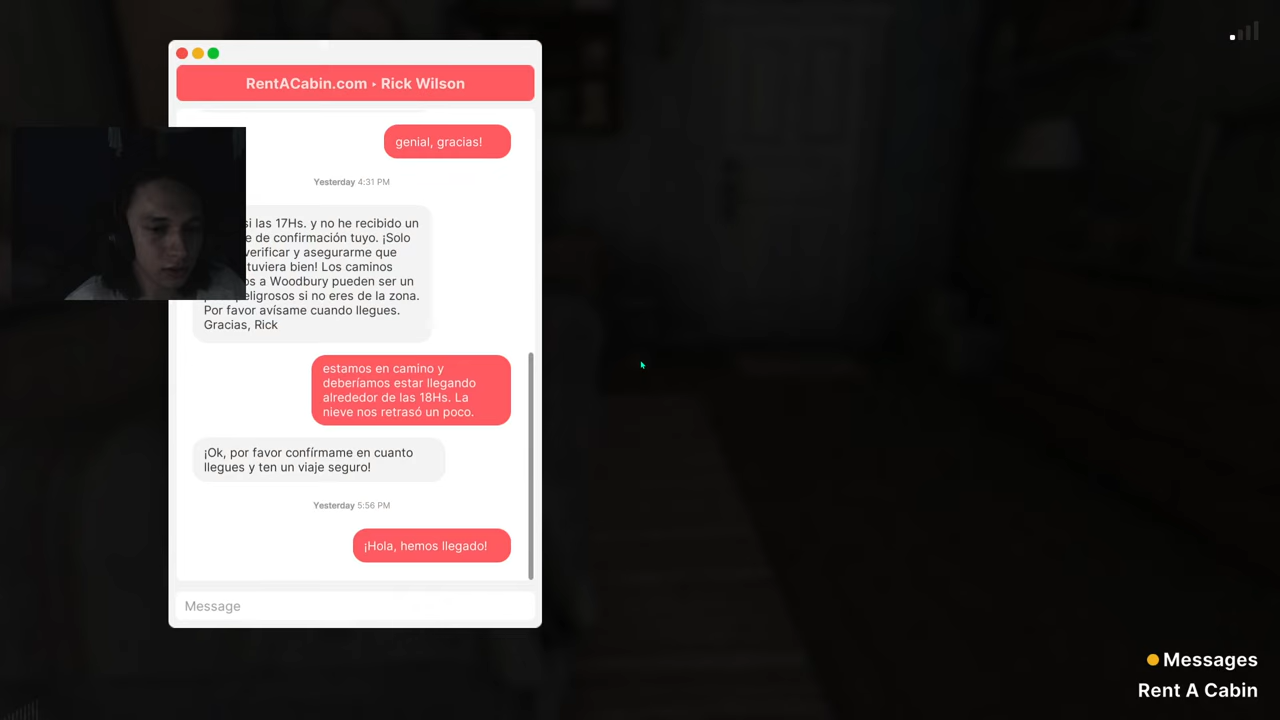 RentACabin.com ‣ Rick Wilson
genial, gracias!
Yesterday 4:31 PM
si las 17Hs. y no he recibido un
de confirmación tuyo. ¡Solo
verificar y asegurarme que
tuviera bien! Los caminos
a Woodbury pueden ser un
peligrosos si no eres de la zona.
Por favor avísame cuando llegues.
Gracias, Rick
estamos en camino y
deberíamos estar llegando
alrededor de las 18Hs. La
nieve nos retrasó un poco.
¡Ok, por favor confírmame en cuanto
llegues y ten un viaje seguro!
Yesterday 5:56 PM
¡Hola, hemos llegado!
Message
Messages
Rent A Cabin